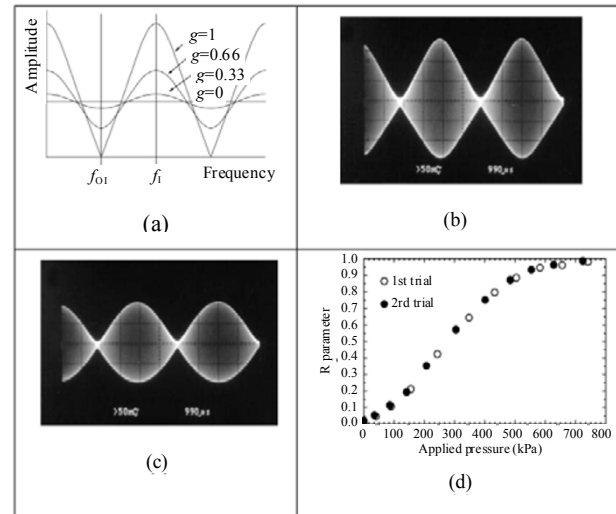 Amplitude
g=1
g=0.66
g=0.33
g=0
f_OI
f_I
Frequency
(a)
>50mC
990µs
(b)
>50mC
990µs
(c)
R parameter
1.0
0.9
0.8
0.7
0.6
0.5
0.4
0.3
0.2
0.1
0.0
1st trial
2rd trial
0 100 200 300 400 500 600 700 800
Applied pressure (kPa)
(d)